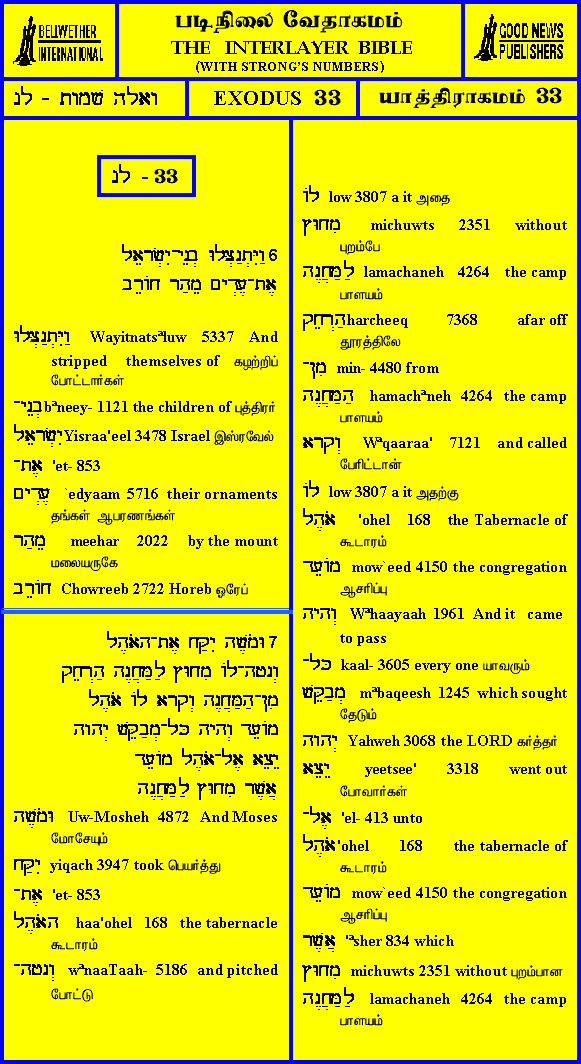 BELLWETHER
INTERNATIONAL
படிநிலை வேதாகமம்
THE INTERLAYER BIBLE
(WITH STRONG'S NUMBERS)
GOOD NEWS
PUBLISHERS
ואלה שמות - לג
EXODUS 33
யாத்திராகமம் 33
לג - 33
6 וַיִּתְנַצְּלוּ בְנֵי־יִשְׂרָאֵל
אֶת־עֶדְיָם מֵהַר חוֹרֵב
וַיִּתְנַצְּלוּ Wayitnatsªluw 5337 And
stripped themselves of கழற்றிப்
போட்டார்கள்
בְנֵי־ bªneey- 1121 the children of புத்திரர்
יִשְׂרָאֵל Yisraa'eel 3478 Israel இஸ்ரவேல்
אֶת־ 'et- 853
עֶדְיָם `edyaam 5716 their ornaments
தங்கள் ஆபரணங்கள்
מֵהַר meehar 2022 by the mount
மலையருகே
חוֹרֵב Chowreeb 2722 Horeb ஒரேப்
7 וּמֹשֶׁה יִקַּח אֶת־הָאֹהֶל
וְנָטָה־לוֹ מִחוּץ לַמַּחֲנֶה הַרְחֵק
מִן־הַמַּחֲנֶה וְקָרָא לוֹ אֹהֶל
מוֹעֵד וְהָיָה כָּל־מְבַקֵּשׁ יְהוָה
יֵצֵא אֶל־אֹהֶל מוֹעֵד
אֲשֶׁר מִחוּץ לַמַּחֲנֶה
וּמֹשֶׁה Uw-Mosheh 4872 And Moses
மோசேயும்
יִקַּח yiqach 3947 took பெயர்த்து
אֶת־ 'et- 853
הָאֹהֶל haa'ohel 168 the tabernacle
கூடாரம்
וְנָטָה־ wªnaaTaah- 5186 and pitched
போட்டு
לוֹ low 3807 a it அதை
מִחוּץ michuwts 2351 without
புறம்பே
לַמַּחֲנֶה lamachaneh 4264 the camp
பாளயம்
הַרְחֵק harcheeq 7368 afar off
தூரத்திலே
מִן־ min- 4480 from
הַמַּחֲנֶה hamachªneh 4264 the camp
பாளயம்
וְקָרָא Wªqaaraa' 7121 and called
பேரிட்டான்
לוֹ low 3807 a it அதற்கு
אֹהֶל 'ohel 168 the Tabernacle of
கூடாரம்
מוֹעֵד mow`eed 4150 the congregation
ஆசரிப்பு
וְהָיָה Wªhaayaah 1961 And it came
to pass
כָּל־ kaal- 3605 every one யாவரும்
מְבַקֵּשׁ mªbaqeesh 1245 which sought
தேடும்
יְהוָה Yahweh 3068 the LORD கர்த்தர்
יֵצֵא yeetsee' 3318 went out
போவார்கள்
אֶל־ 'el- 413 unto
אֹהֶל 'ohel 168 the tabernacle of
கூடாரம்
מוֹעֵד mow`eed 4150 the congregation
ஆசரிப்பு
אֲשֶׁר 'ªsher 834 which
מִחוּץ michuwts 2351 without புறம்பான
לַמַּחֲנֶה lamachaneh 4264 the camp
பாளயம்